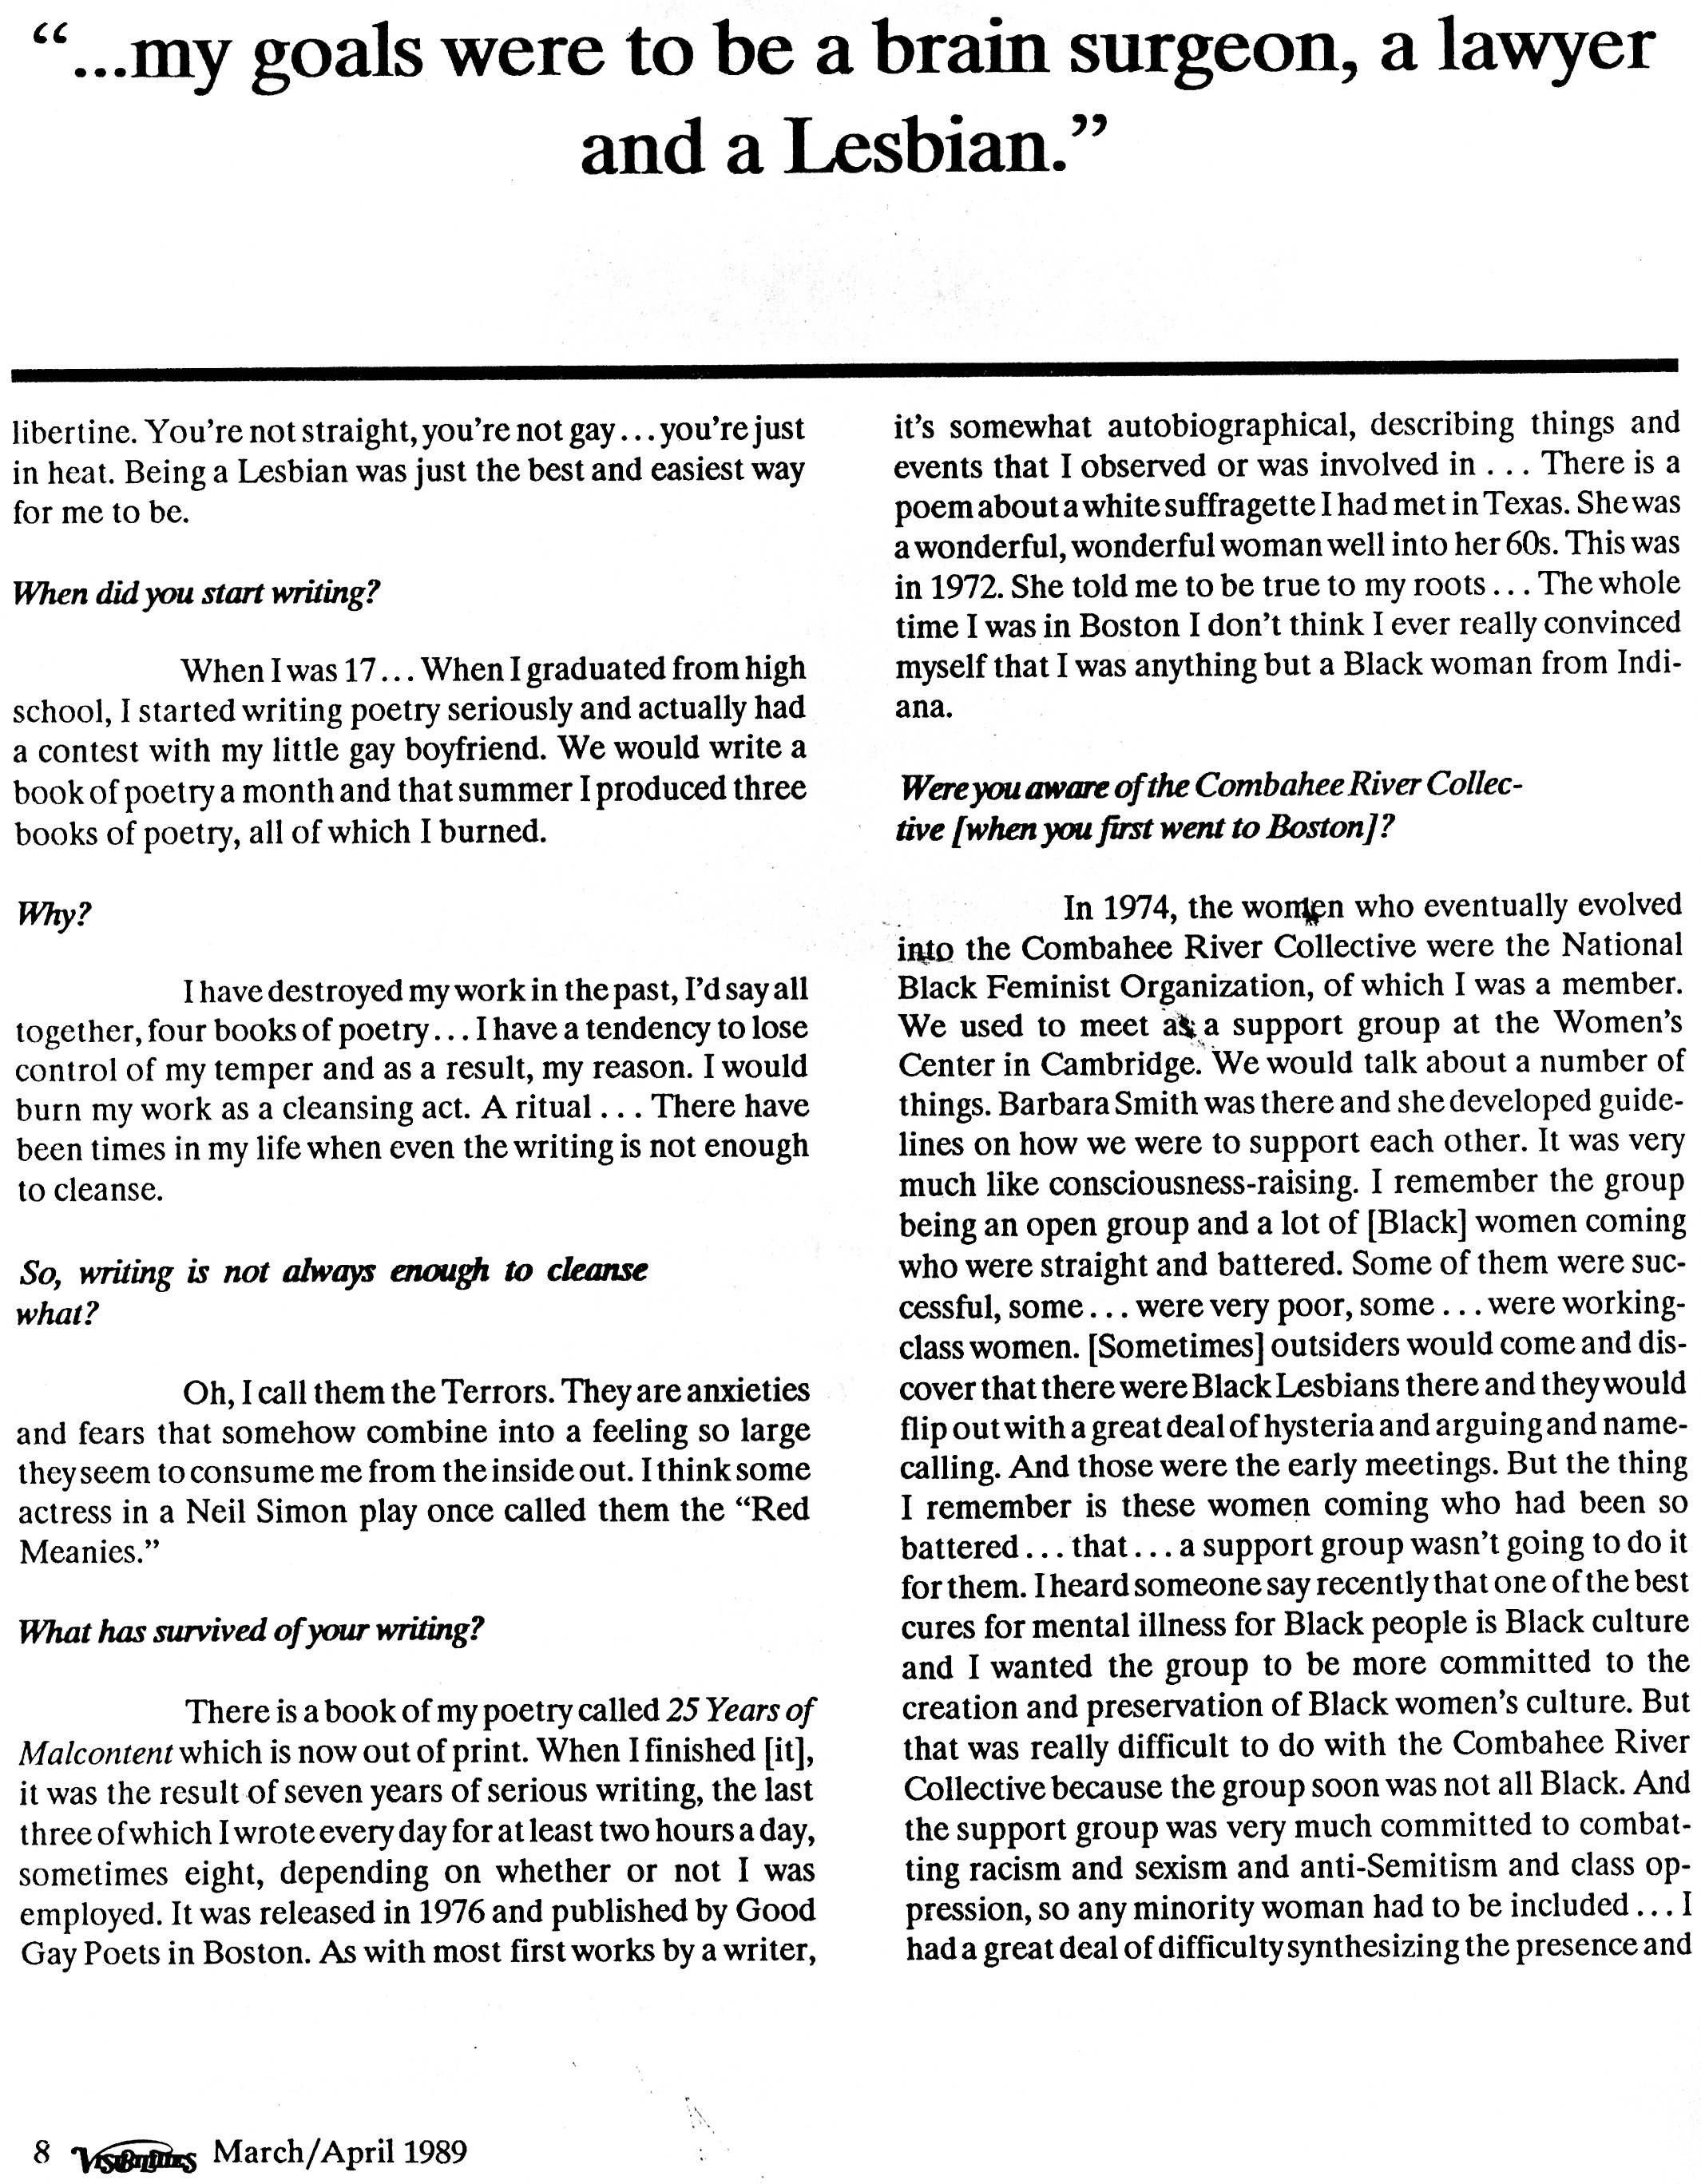 “...my goals were to be a brain surgeon, a lawyer
and a Lesbian.”
libertine. You’re not straight, you’re not gay . . . you’re just
in heat. Being a Lesbian was just the best and easiest way
for me to be.
When did you start writing?
When I was 17 . . . When I graduated from high
school, I started writing poetry seriously and actually had
a contest with my little gay boyfriend. We would write a
book of poetry a month and that summer I produced three
books of poetry, all of which I burned.
Why?
I have destroyed my work in the past, I’d say all
together, four books of poetry . . . I have a tendency to lose
control of my temper and as a result, my reason. I would
burn my work as a cleansing act. A ritual . . . There have
been times in my life when even the writing is not enough
to cleanse.
So, writing is not always enough to cleanse
what?
Oh, I call them the Terrors. They are anxieties
and fears that somehow combine into a feeling so large
they seem to consume me from the inside out. I think some
actress in a Neil Simon play once called them the “Red
Meanies.”
What has survived of your writing?
There is a book of my poetry called 25 Years of
Malcontent which is now out of print. When I finished [it],
it was the result of seven years of serious writing, the last
three of which I wrote every day for at least two hours a day,
sometimes eight, depending on whether or not I was
employed. It was released in 1976 and published by Good
Gay Poets in Boston. As with most first works by a writer,
it's somewhat autobiographical, describing things and
events that I observed or was involved in . . . There is a
poem about a white suffragette I had met in Texas. She was
a wonderful, wonderful woman well into her 60s. This was
in 1972. She told me to be true to my roots . . . The whole
time I was in Boston I don't think I ever really convinced
myself that I was anything but a Black woman from Indi-
ana.
Were you aware of the Combahee River Collec-
tive [when you first went to Boston]?
In 1974, the women who eventually evolved
into the Combahee River Collective were the National
Black Feminist Organization, of which I was a member.
We used to meet as a support group at the Women’s
Center in Cambridge. We would talk about a number of
things. Barbara Smith was there and she developed guide-
lines on how we were to support each other. It was very
much like consciousness-raising. I remember the group
being an open group and a lot of [Black] women coming
who were straight and battered. Some of them were suc-
cessful, some . . . were very poor, some . . . were working-
class women. [Sometimes] outsiders would come and dis-
cover that there were Black Lesbians there and they would
flip out with a great deal of hysteria and arguing and name-
calling. And those were the early meetings. But the thing
I remember is these women coming who had been so
battered . . . that . . . a support group wasn’t going to do it
for them. I heard someone say recently that one of the best
cures for mental illness for Black people is Black culture
and I wanted the group to be more committed to the
creation and preservation of Black women’s culture. But
that was really difficult to do with the Combahee River
Collective because the group soon was not all Black. And
the support group was very much committed to combat-
ting racism and sexism and anti-Semitism and class op-
pression, so any minority woman had to be included . . . I
had a great deal of difficulty synthesizing the presence and
8 Visibilities March/April 1989